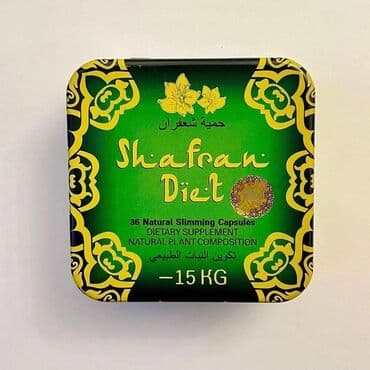 حمية شعفران
Shafran
Diet
36 Natural Slimming Capsules
DIETARY SUPPLEMENT
NATURAL PLANT COMPOSITION
تكوين النبات الطبيعي
–15 KG